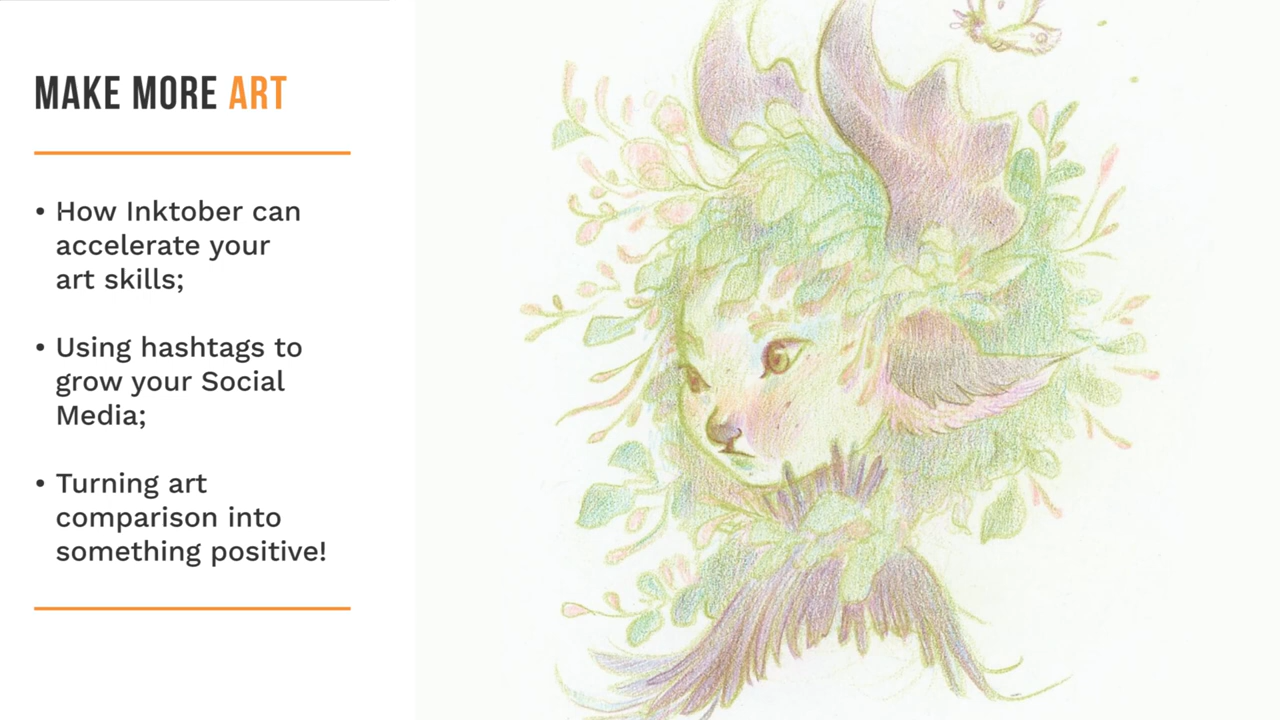 MAKE MORE ART
• How Inktober can
accelerate your
art skills;
• Using hashtags to
grow your Social
Media;
• Turning art
comparison into
something positive!